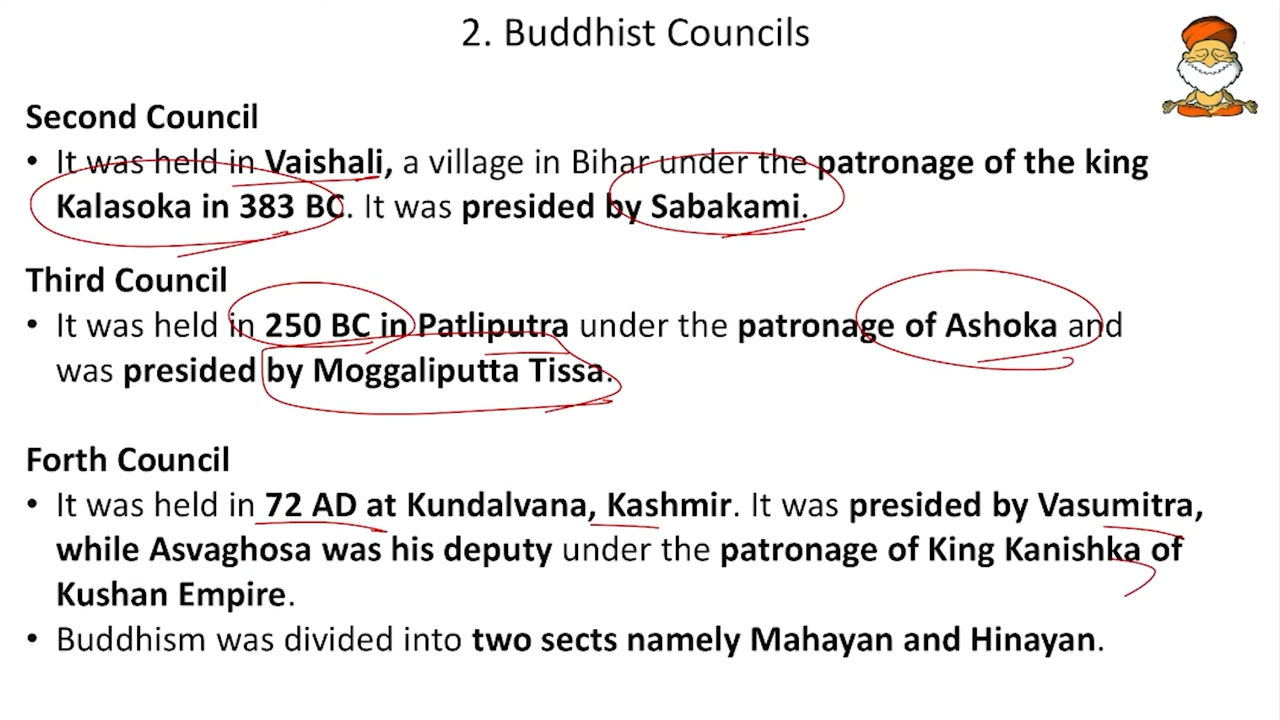 2. Buddhist Councils
Second Council
• It was held in Vaishali, a village in Bihar under the patronage of the king
Kalasoka in 383 BC. It was presided by Sabakami.
Third Council
• It was held in 250 BC in Patliputra under the patronage of Ashoka and
was presided by Moggaliputta Tissa.
Forth Council
• It was held in 72 AD at Kundalvana, Kashmir. It was presided by Vasumitra,
while Asvaghosa was his deputy under the patronage of King Kanishka of
Kushan Empire.
• Buddhism was divided into two sects namely Mahayan and Hinayan.